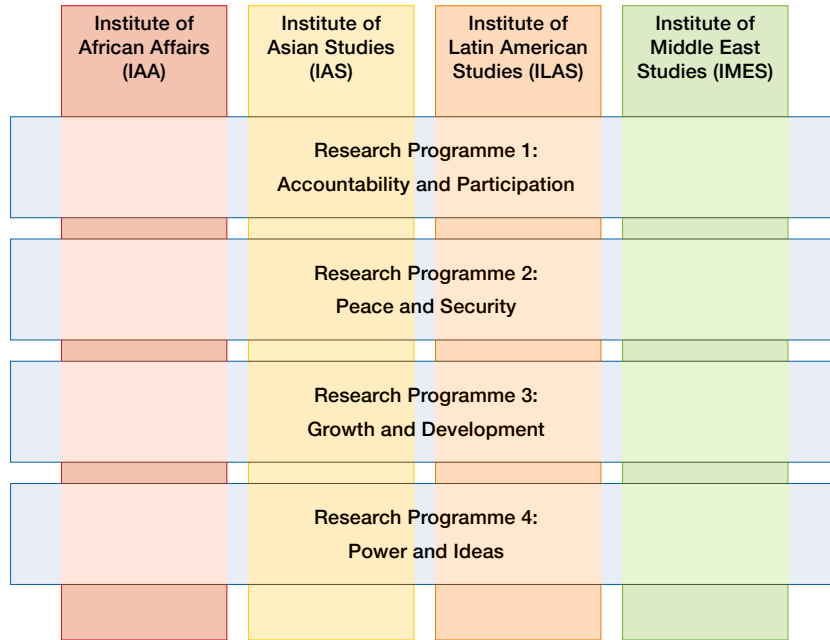 Institute of
African Affairs
(IAA)
Institute of
Asian Studies
(IAS)
Institute of
Latin American
Studies (ILAS)
Institute of
Middle East
Studies (IMES)
Research Programme 1:
Accountability and Participation
Research Programme 2:
Peace and Security
Research Programme 3:
Growth and Development
Research Programme 4:
Power and Ideas